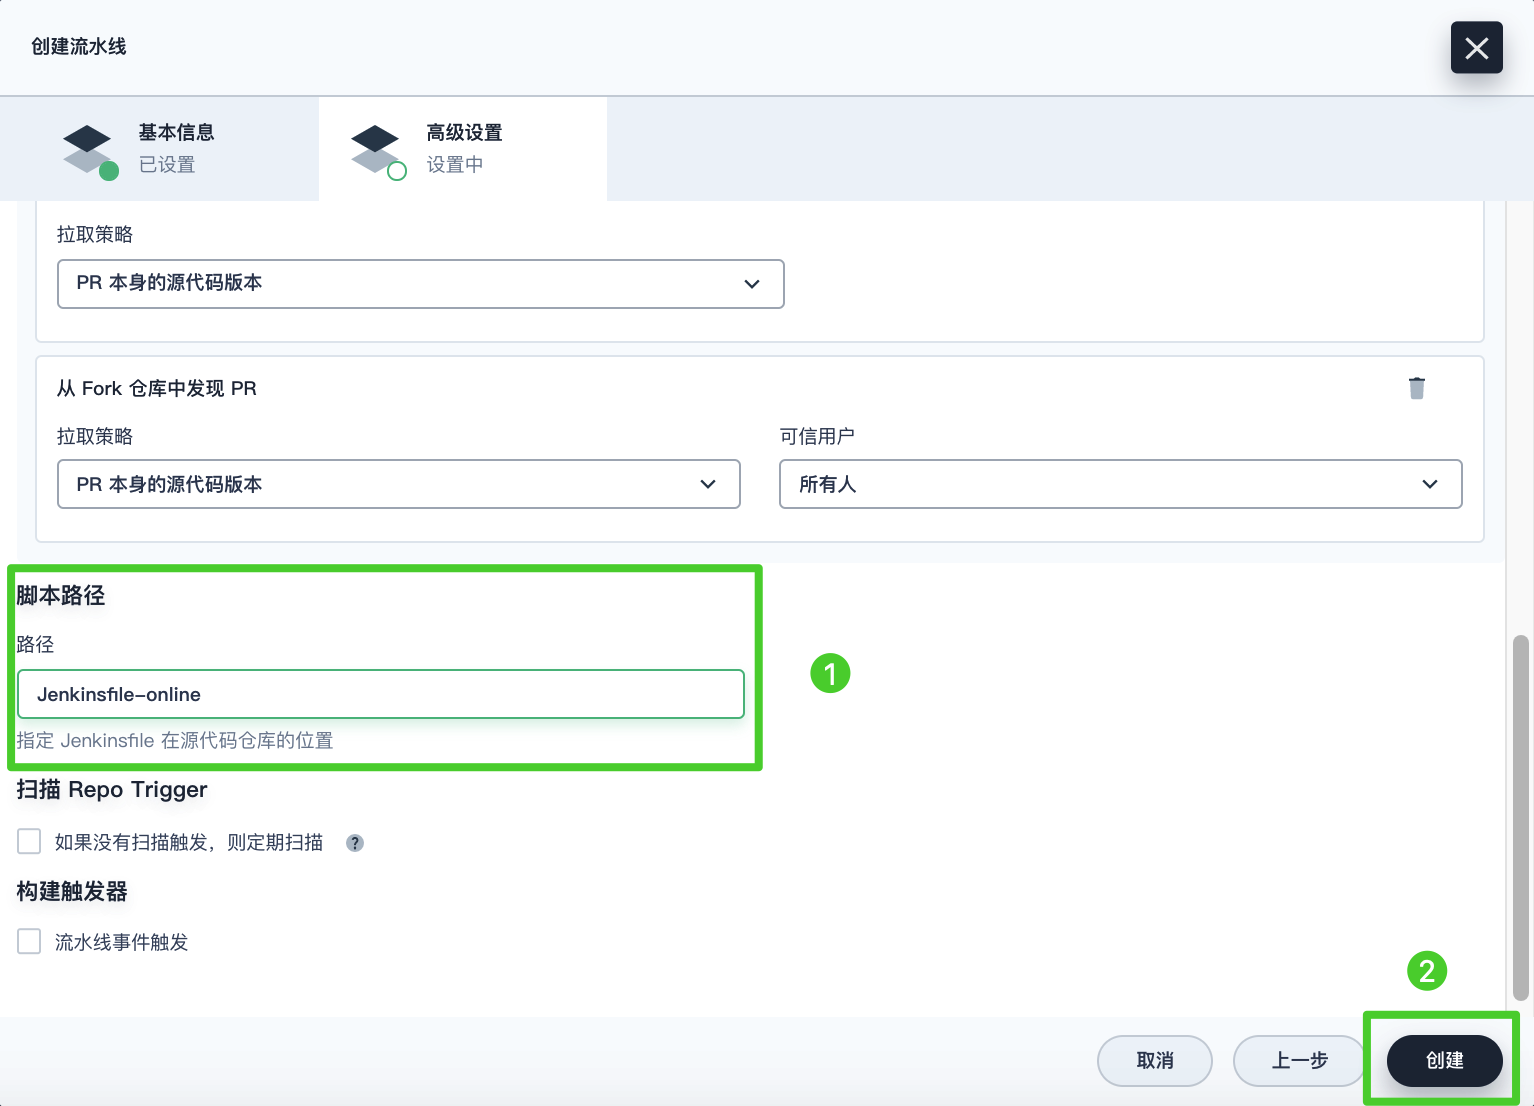 创建流水线
基本信息
已设置
高级设置
设置中
拉取策略
PR 本身的源代码版本
从 Fork 仓库中发现 PR
拉取策略
可信用户
PR 本身的源代码版本
所有人
脚本路径
路径
Jenkinsfile-online
1
指定 Jenkinsfile 在源代码仓库的位置
扫描 Repo Trigger
如果没有扫描触发，则定期扫描 ?
构建触发器
流水线事件触发
2
取消
上一步
创建